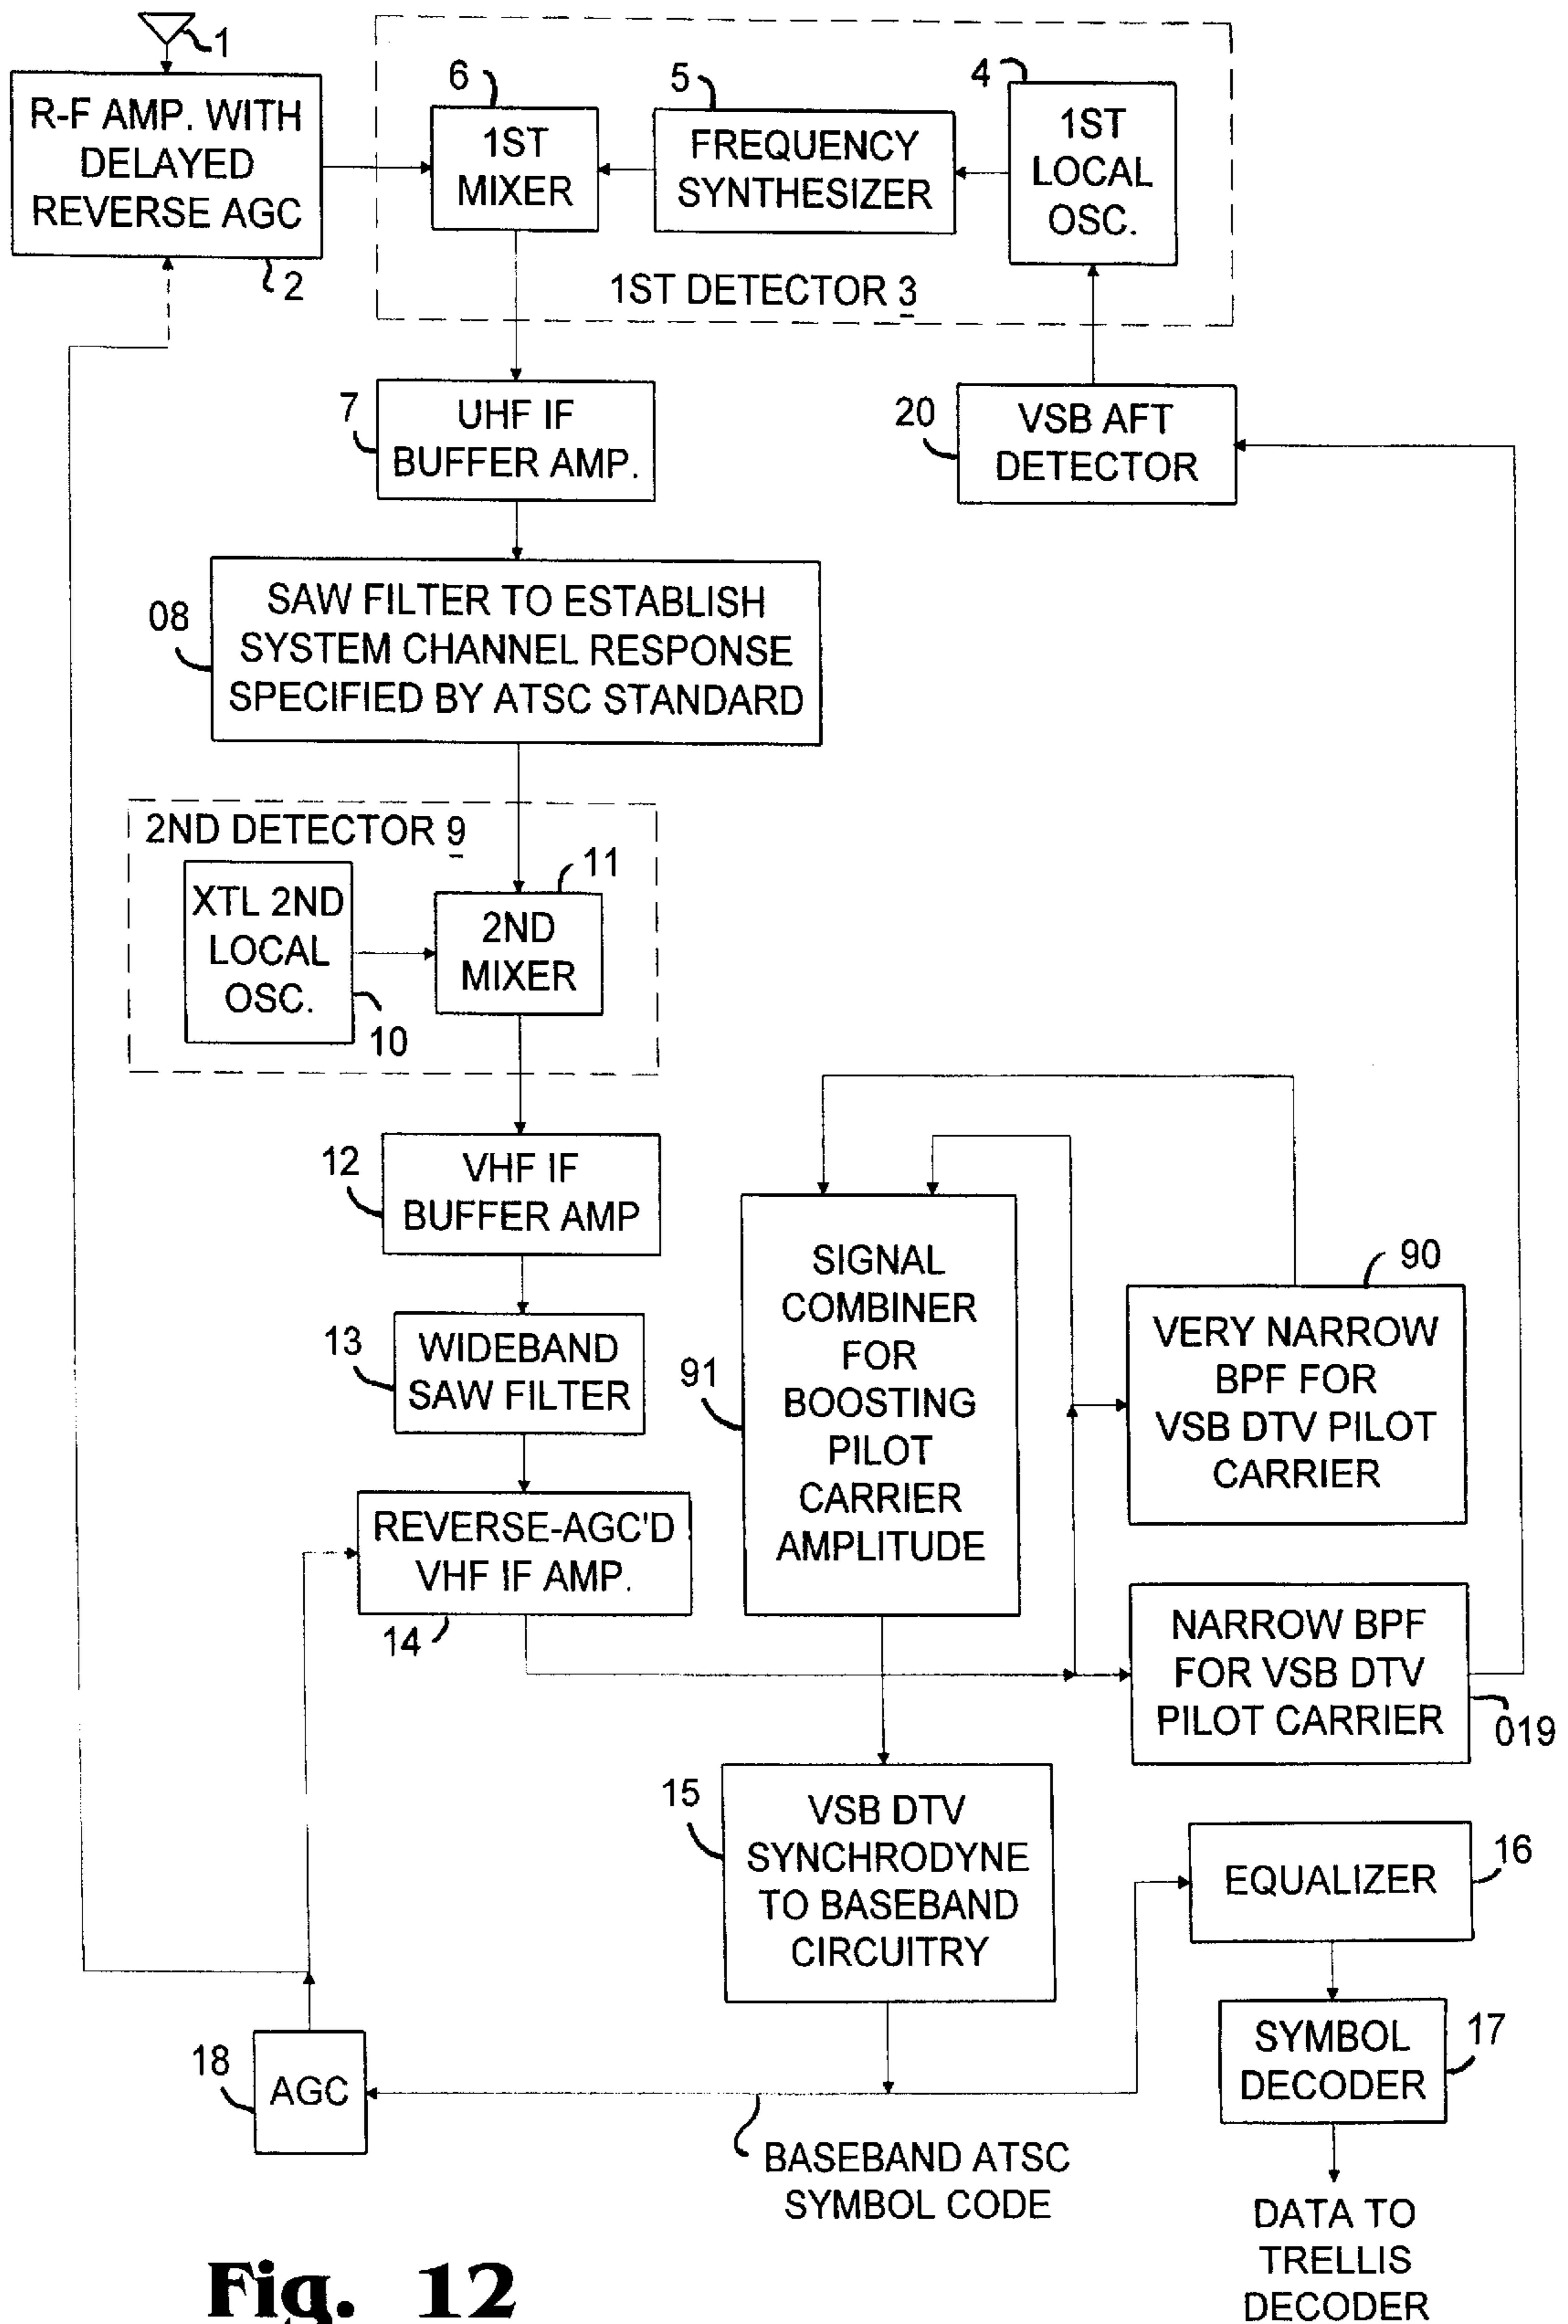 1
R-F AMP. WITH
DELAYED
REVERSE AGC
2
6
1ST
MIXER
5
FREQUENCY
SYNTHESIZER
4
1ST
LOCAL
OSC.
1ST DETECTOR 3
7
UHF IF
BUFFER AMP.
20
VSB AFT
DETECTOR
08
SAW FILTER TO ESTABLISH
SYSTEM CHANNEL RESPONSE
SPECIFIED BY ATSC STANDARD
2ND DETECTOR 9
XTL 2ND
LOCAL
OSC.
10
11
2ND
MIXER
12
VHF IF
BUFFER AMP
13
WIDEBAND
SAW FILTER
REVERSE-AGC'D
VHF IF AMP.
14
91
SIGNAL
COMBINER
FOR
BOOSTING
PILOT
CARRIER
AMPLITUDE
90
VERY NARROW
BPF FOR
VSB DTV PILOT
CARRIER
NARROW BPF
FOR VSB DTV
PILOT CARRIER
019
15
VSB DTV
SYNCHRODYNE
TO BASEBAND
CIRCUITRY
EQUALIZER
16
SYMBOL
DECODER
17
18
AGC
BASEBAND ATSC
SYMBOL CODE
DATA TO
TRELLIS
DECODER
Fig. 12